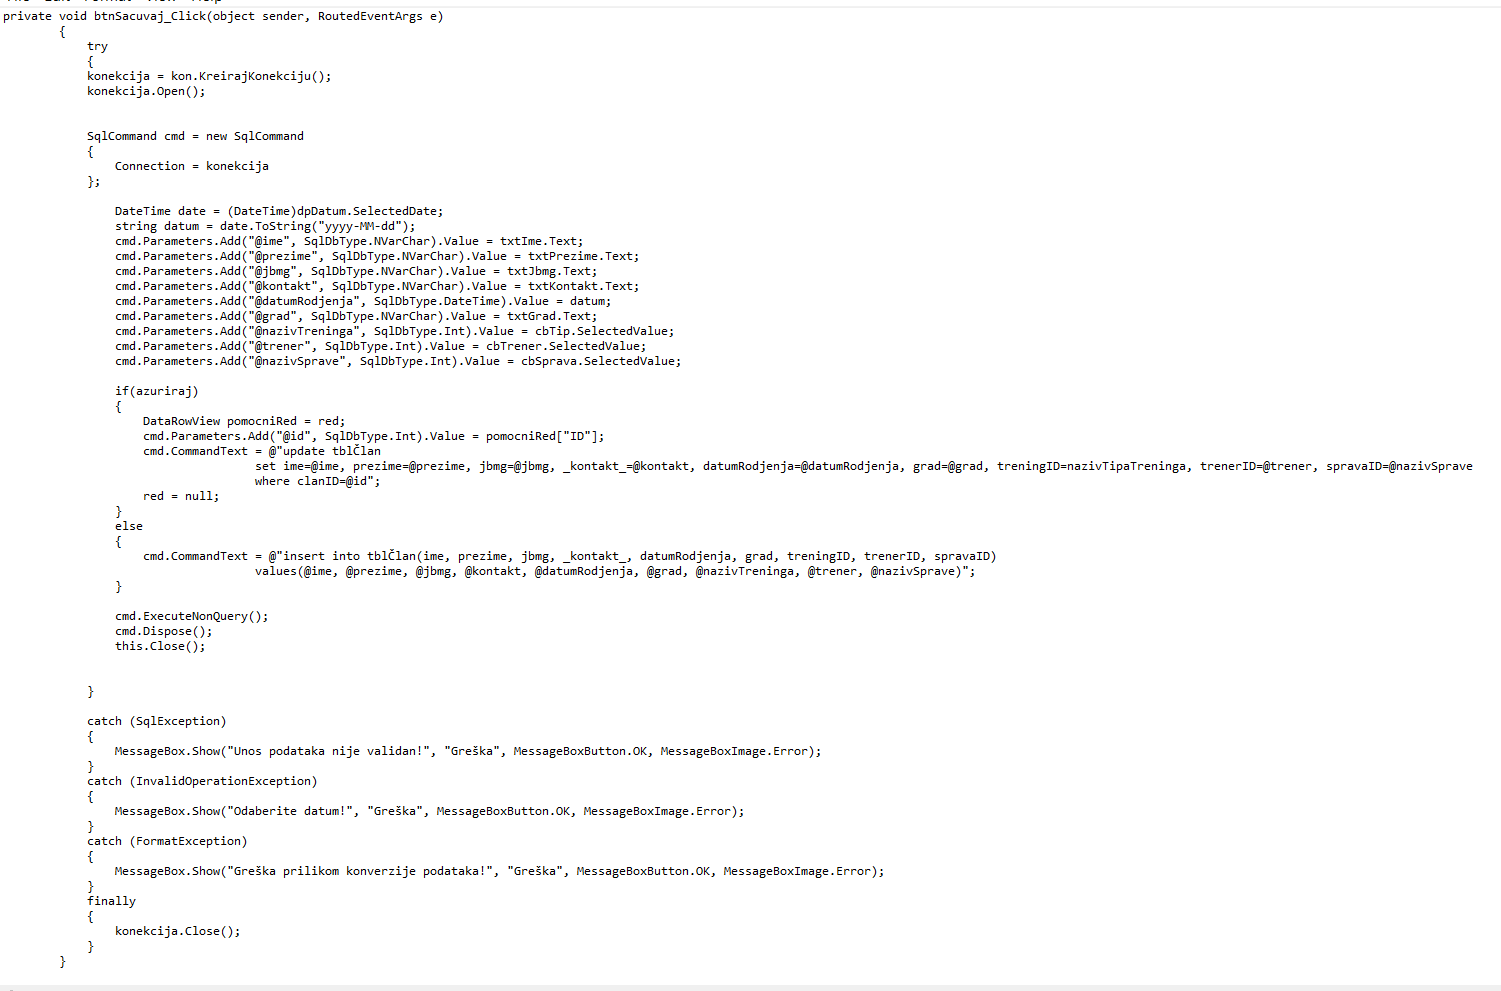 private void btnSacuvaj_Click(object sender, RoutedEventArgs e)
{
try
{
konekcija = kon.KreirajKonekciju();
konekcija.Open();
SqlCommand cmd = new SqlCommand
{
Connection = konekcija
};
DateTime date = (DateTime)dpDatum.SelectedDate;
string datum = date.ToString("yyyy-MM-dd");
cmd.Parameters.Add("@ime", SqlDbType.NVarChar).Value = txtIme.Text;
cmd.Parameters.Add("@prezime", SqlDbType.NVarChar).Value = txtPrezime.Text;
cmd.Parameters.Add("@jbmg", SqlDbType.NVarChar).Value = txtJbmg.Text;
cmd.Parameters.Add("@kontakt", SqlDbType.NVarChar).Value = txtKontakt.Text;
cmd.Parameters.Add("@datumRodjenja", SqlDbType.DateTime).Value = datum;
cmd.Parameters.Add("@grad", SqlDbType.NVarChar).Value = txtGrad.Text;
cmd.Parameters.Add("@nazivTreninga", SqlDbType.Int).Value = cbTip.SelectedValue;
cmd.Parameters.Add("@trener", SqlDbType.Int).Value = cbTrener.SelectedValue;
cmd.Parameters.Add("@nazivSprave", SqlDbType.Int).Value = cbSprava.SelectedValue;
if(azuriraj)
{
DataRowView pomocniRed = red;
cmd.Parameters.Add("@id", SqlDbType.Int).Value = pomocniRed["ID"];
cmd.CommandText = @"update tblČlan
set ime=@ime, prezime=@prezime, jbmg=@jbmg, _kontakt_=@kontakt, datumRodjenja=@datumRodjenja, grad=@grad, treningID=nazivTipaTreninga, trenerID=@trener, spravaID=@nazivSprave
where clanID=@id";
red = null;
}
else
{
cmd.CommandText = @"insert into tblČlan(ime, prezime, jbmg, _kontakt_, datumRodjenja, grad, treningID, trenerID, spravaID)
values(@ime, @prezime, @jbmg, @kontakt, @datumRodjenja, @grad, @nazivTreninga, @trener, @nazivSprave)";
}
cmd.ExecuteNonQuery();
cmd.Dispose();
this.Close();
}
catch (SqlException)
{
MessageBox.Show("Unos podataka nije validan!", "Greška", MessageBoxButton.OK, MessageBoxImage.Error);
}
catch (InvalidOperationException)
{
MessageBox.Show("Odaberite datum!", "Greška", MessageBoxButton.OK, MessageBoxImage.Error);
}
catch (FormatException)
{
MessageBox.Show("Greška prilikom konverzije podataka!", "Greška", MessageBoxButton.OK, MessageBoxImage.Error);
}
finally
{
konekcija.Close();
}
}